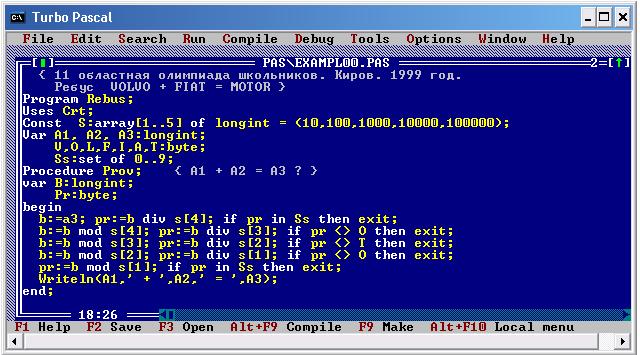 Turbo Pascal
File Edit Search Run Compile Debug Tools Options Window Help
PAS\EXAMPL00.PAS 2=[↑]
{ 11 областная олимпиада школьников. Киров. 1999 год.
Ребус VOLVO + FIAT = MOTOR }
Program Rebus;
Uses Crt;
Const S:array[1..5] of longint = (10,100,1000,10000,100000);
Var A1, A2, A3:longint;
V,O,L,F,I,A,T:byte;
Ss:set of 0..9;
Procedure Prov; { A1 + A2 = A3 ? }
var B:longint;
Pr:byte;
begin
b:=a3; pr:=b div s[4]; if pr in Ss then exit;
b:=b mod s[4]; pr:=b div s[3]; if pr <> O then exit;
b:=b mod s[3]; pr:=b div s[2]; if pr <> T then exit;
b:=b mod s[2]; pr:=b div s[1]; if pr <> O then exit;
pr:=b mod s[1]; if pr in Ss then exit;
Writeln(A1,' + ',A2,' = ',A3);
end;
18:26
F1 Help F2 Save F3 Open Alt+F9 Compile F9 Make Alt+F10 Local menu